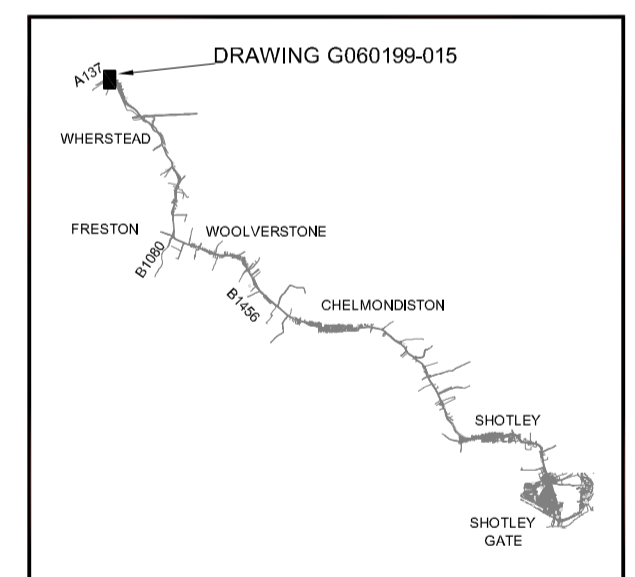 DRAWING G060199-015
A137
WHERSTEAD
FRESTON
WOOLVERSTONE
B1080
B1456
CHELMONDISTON
SHOTLEY
SHOTLEY
GATE